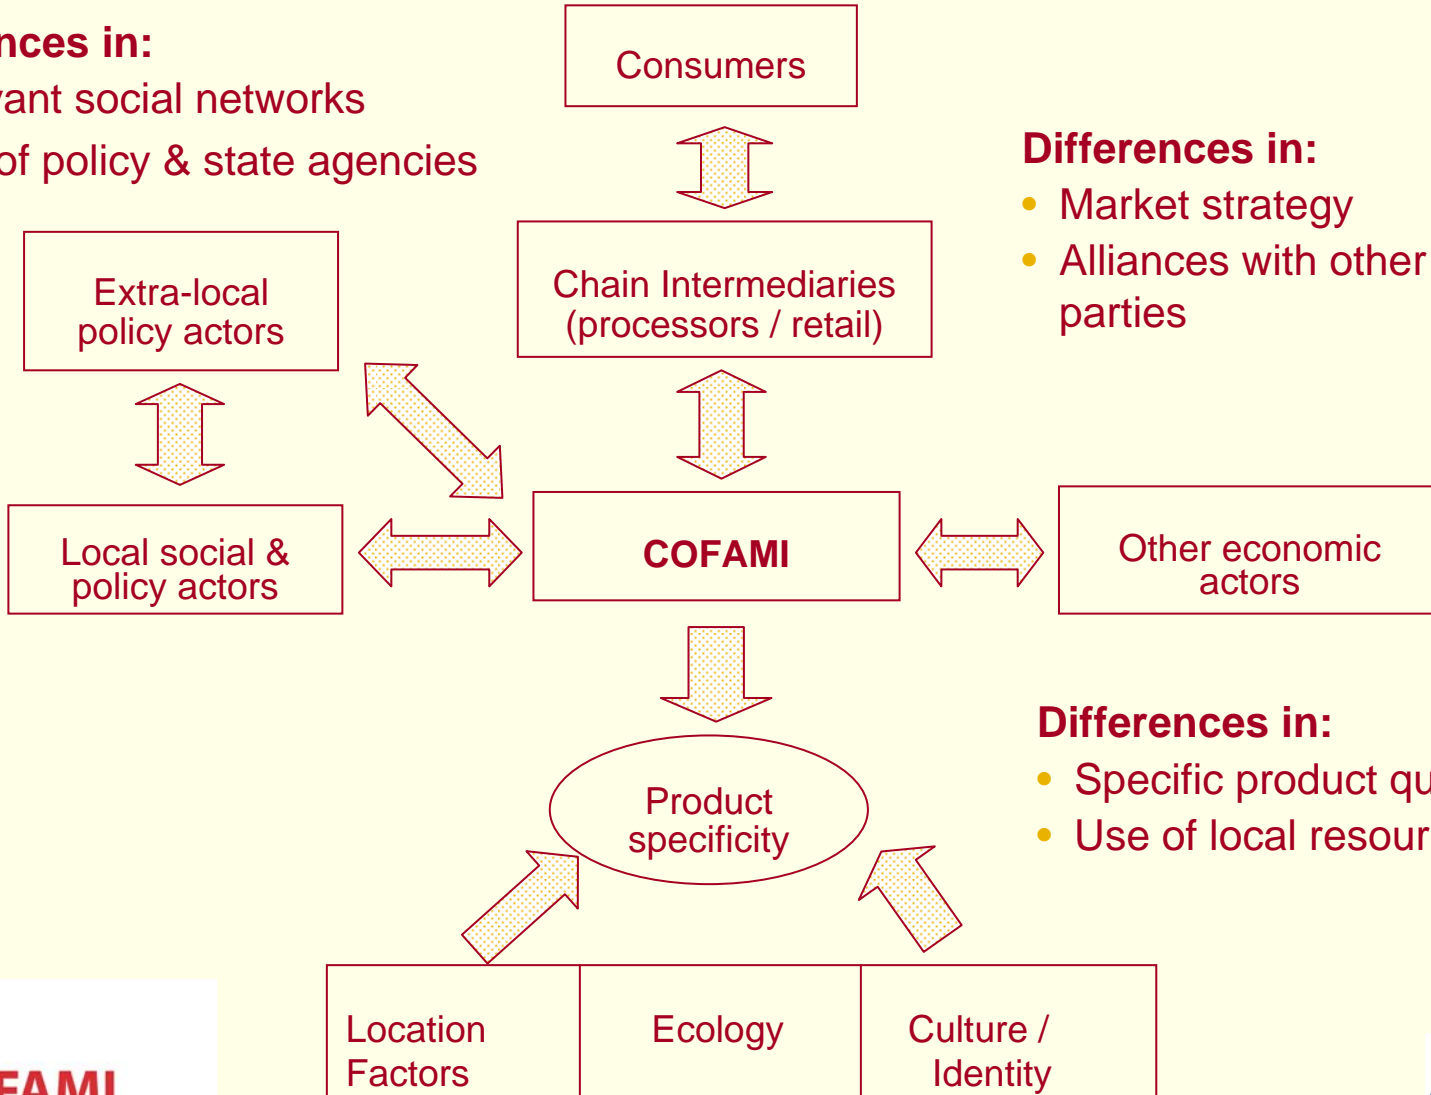 nces in:
vant social networks
of policy & state agencies
Consumers
Differences in:
• Market strategy
• Alliances with other
parties
Extra-local
policy actors
Chain Intermediaries
(processors / retail)
Local social &
policy actors
COFAMI
Other economic
actors
Differences in:
• Specific product qu
• Use of local resour
Product
specificity
Location
Factors
Ecology
Culture /
Identity
FAMI